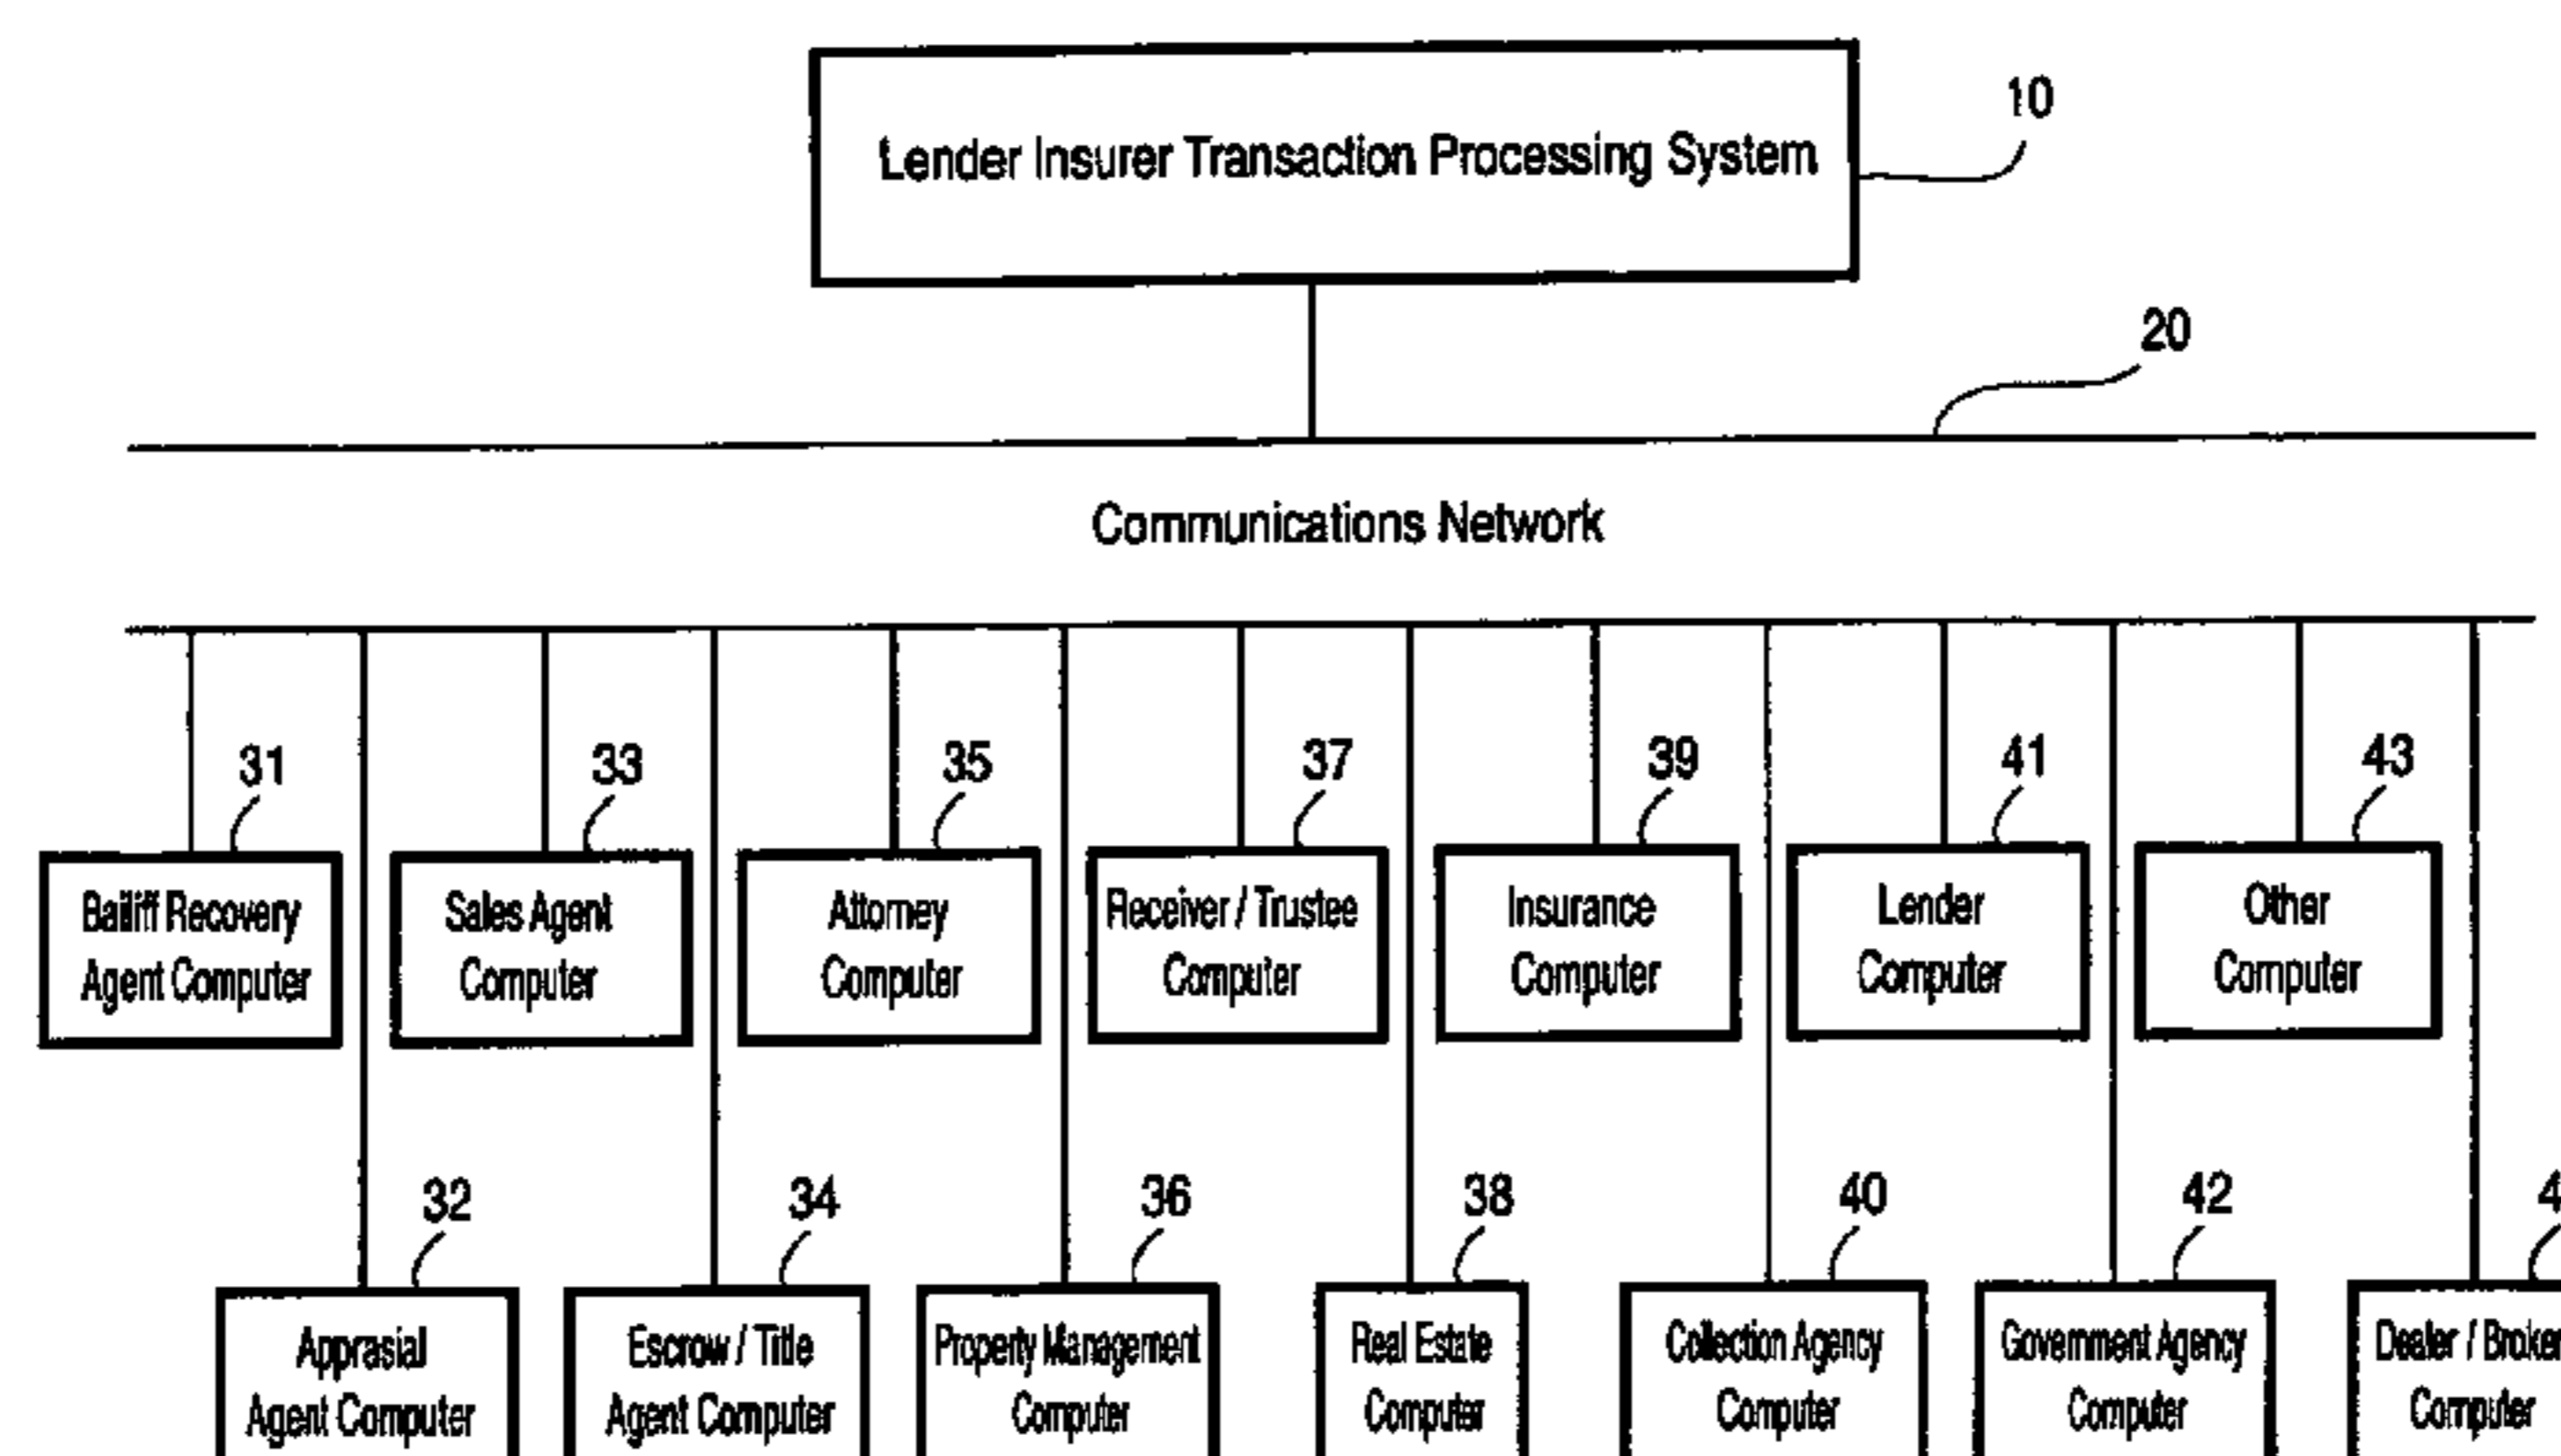 Lender Insurer Transaction Processing System
10
20
Communications Network
31
33
35
37
39
41
43
Bailiff Recovery
Agent Computer
Sales Agent
Computer
Attorney
Computer
Receiver / Trustee
Computer
Insurance
Computer
Lender
Computer
Other
Computer
32
34
36
38
40
42
Apprasial
Agent Computer
Escrow / Title
Agent Computer
Property Management
Computer
Real Estate
Computer
Collection Agency
Computer
Government Agency
Computer
Dealer / Broker
Computer